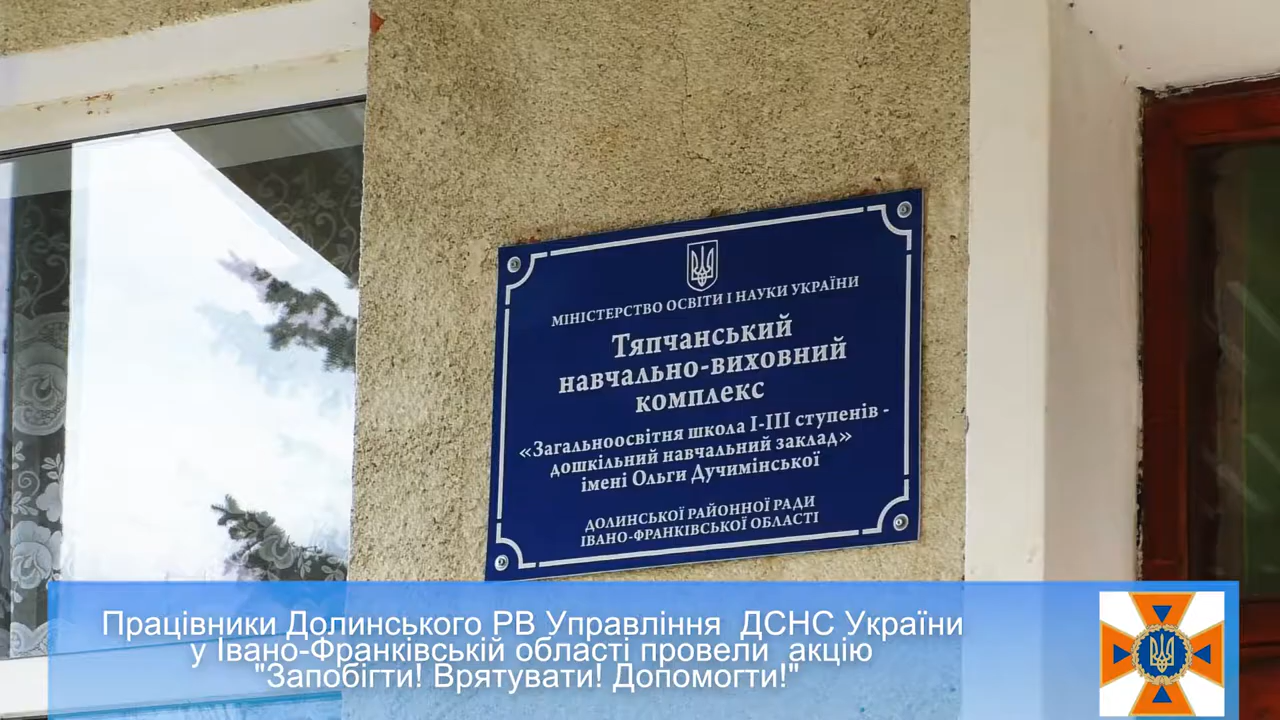 МІНІСТЕРСТВО ОСВІТИ І НАУКИ УКРАЇНИ
Тяпчанський
навчально-виховний
комплекс
«Загальноосвітня школа І-ІІІ ступенів -
дошкільний навчальний заклад»
імені Ольги Дучимінської
ДОЛИНСЬКОЇ РАЙОННОЇ РАДИ
ІВАНО-ФРАНКІВСЬКОЇ ОБЛАСТІ
Працівники Долинського РВ Управління ДСНС України
у Івано-Франківській області провели акцію
"Запобігти! Врятувати! Допомогти!"